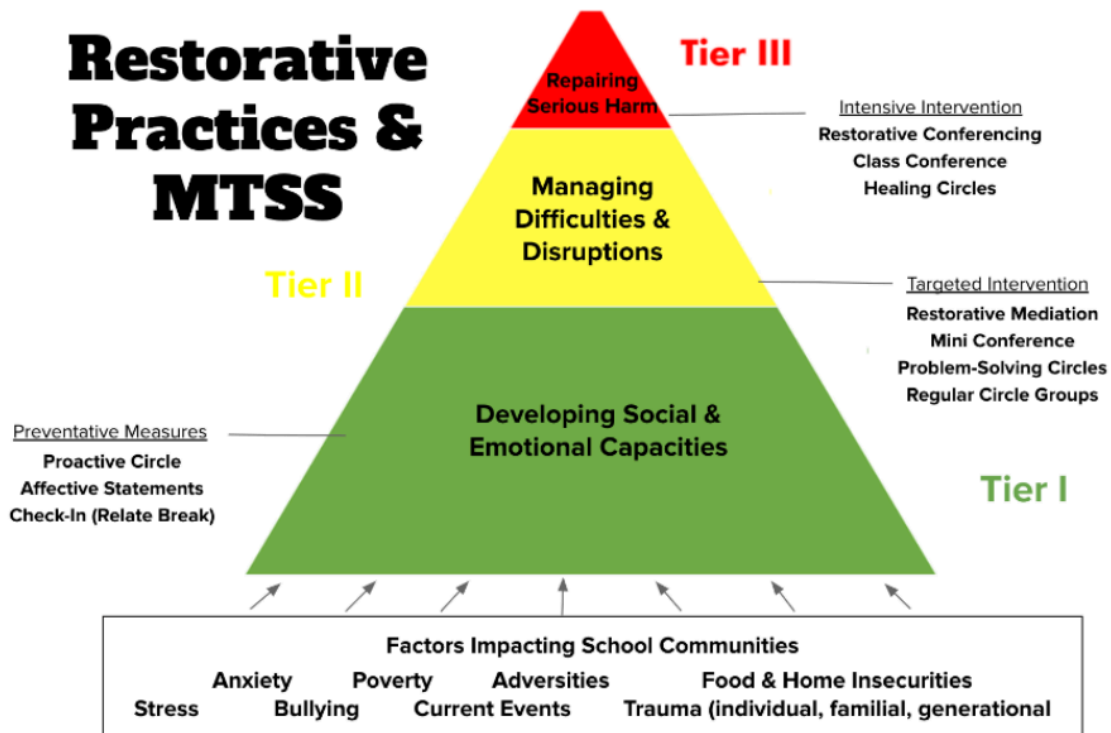 Restorative
Practices &
MTSS
Tier III
Repairing
Serious Harm
Intensive Intervention
Restorative Conferencing
Class Conference
Healing Circles
Managing
Difficulties &
Disruptions
Tier II
Targeted Intervention
Restorative Mediation
Mini Conference
Problem-Solving Circles
Regular Circle Groups
Developing Social &
Emotional Capacities
Preventative Measures
Proactive Circle
Affective Statements
Check-In (Relate Break)
Tier I
Factors Impacting School Communities
Anxiety Poverty Adversities Food & Home Insecurities
Stress Bullying Current Events Trauma (individual, familial, generational